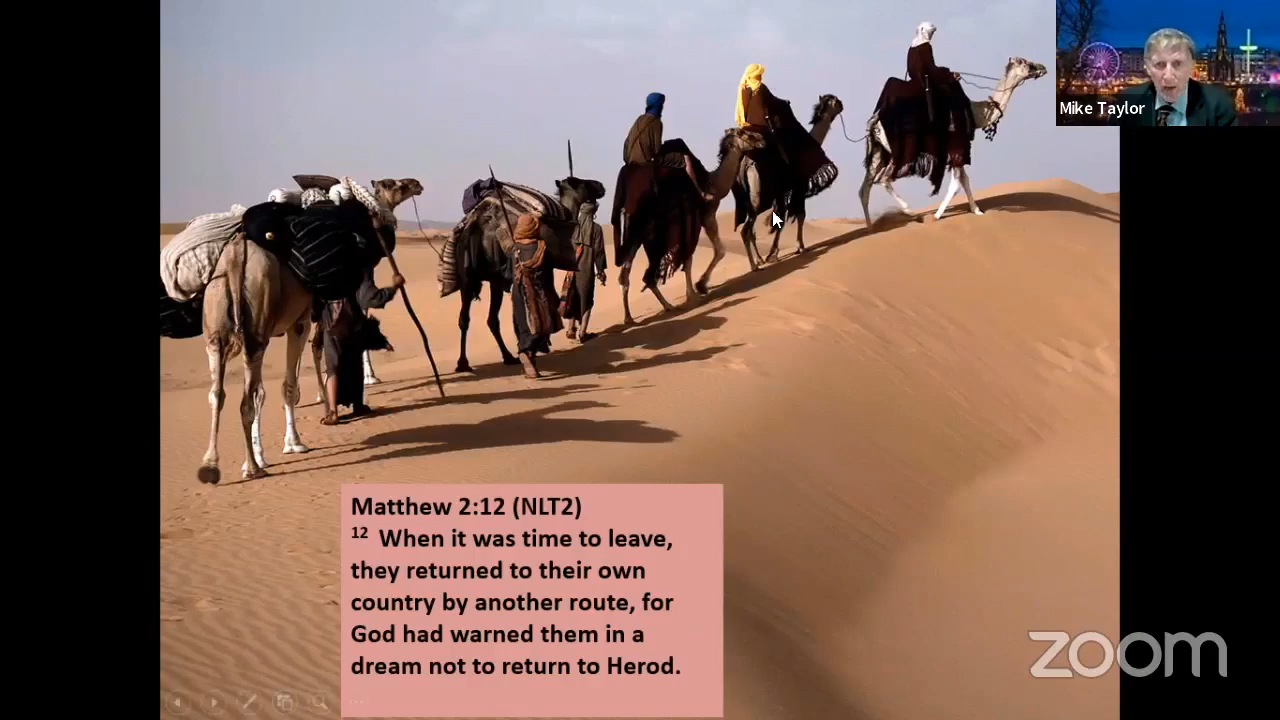 Mike Taylor
Matthew 2:12 (NLT2)
12 When it was time to leave,
they returned to their own
country by another route, for
God had warned them in a
dream not to return to Herod.
zoom